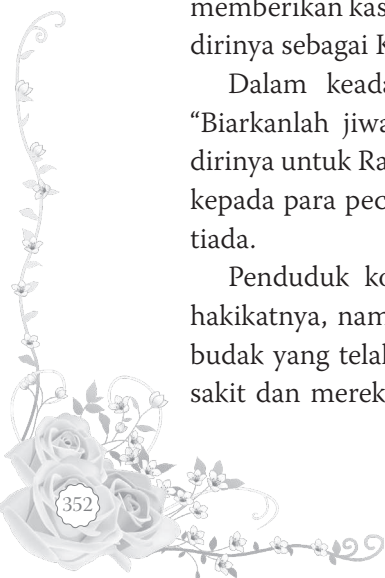 memberikan kas
dirinya sebagai K
Dalam keada
“Biarkanlah jiwa
dirinya untuk Ra
kepada para pec
tiada.
Penduduk ko
hakikatnya, nam
budak yang telah
sakit dan merek
352